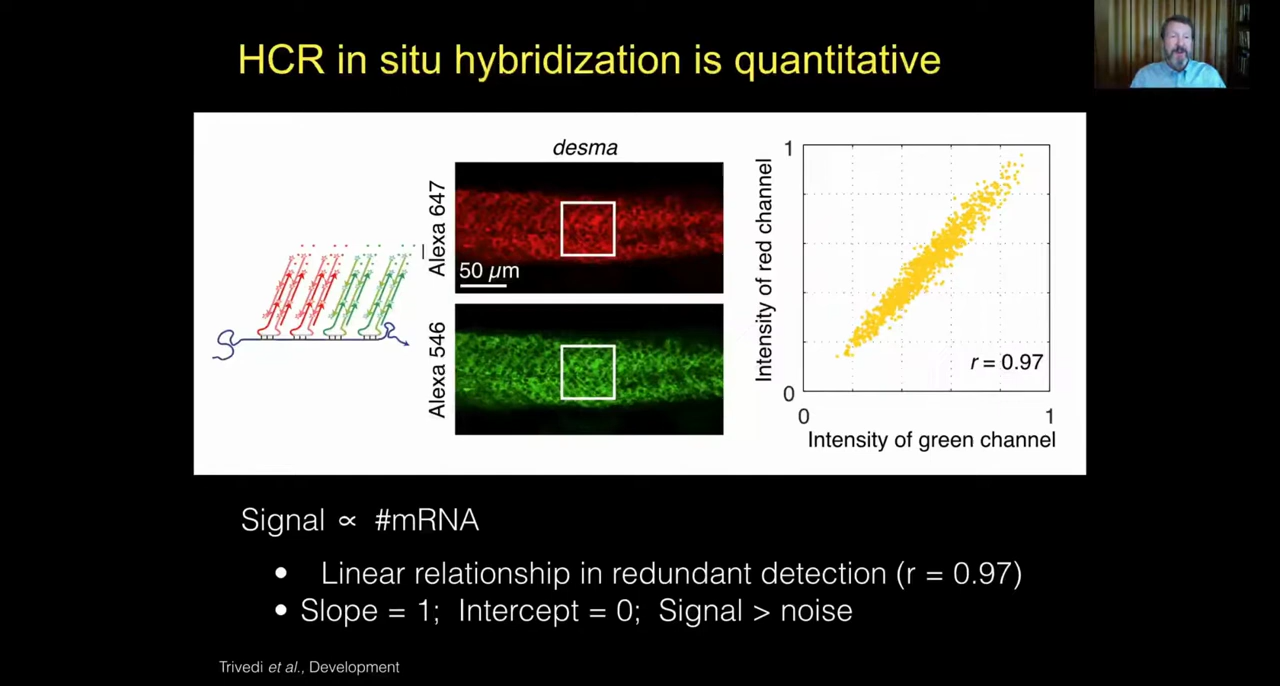 HCR in situ hybridization is quantitative
desma
Alexa 647
50 µm
Alexa 546
Intensity of red channel
1
0
r = 0.97
0
1
Intensity of green channel
Signal ∝ #mRNA
• Linear relationship in redundant detection (r = 0.97)
• Slope = 1; Intercept = 0; Signal > noise
Trivedi et al., Development